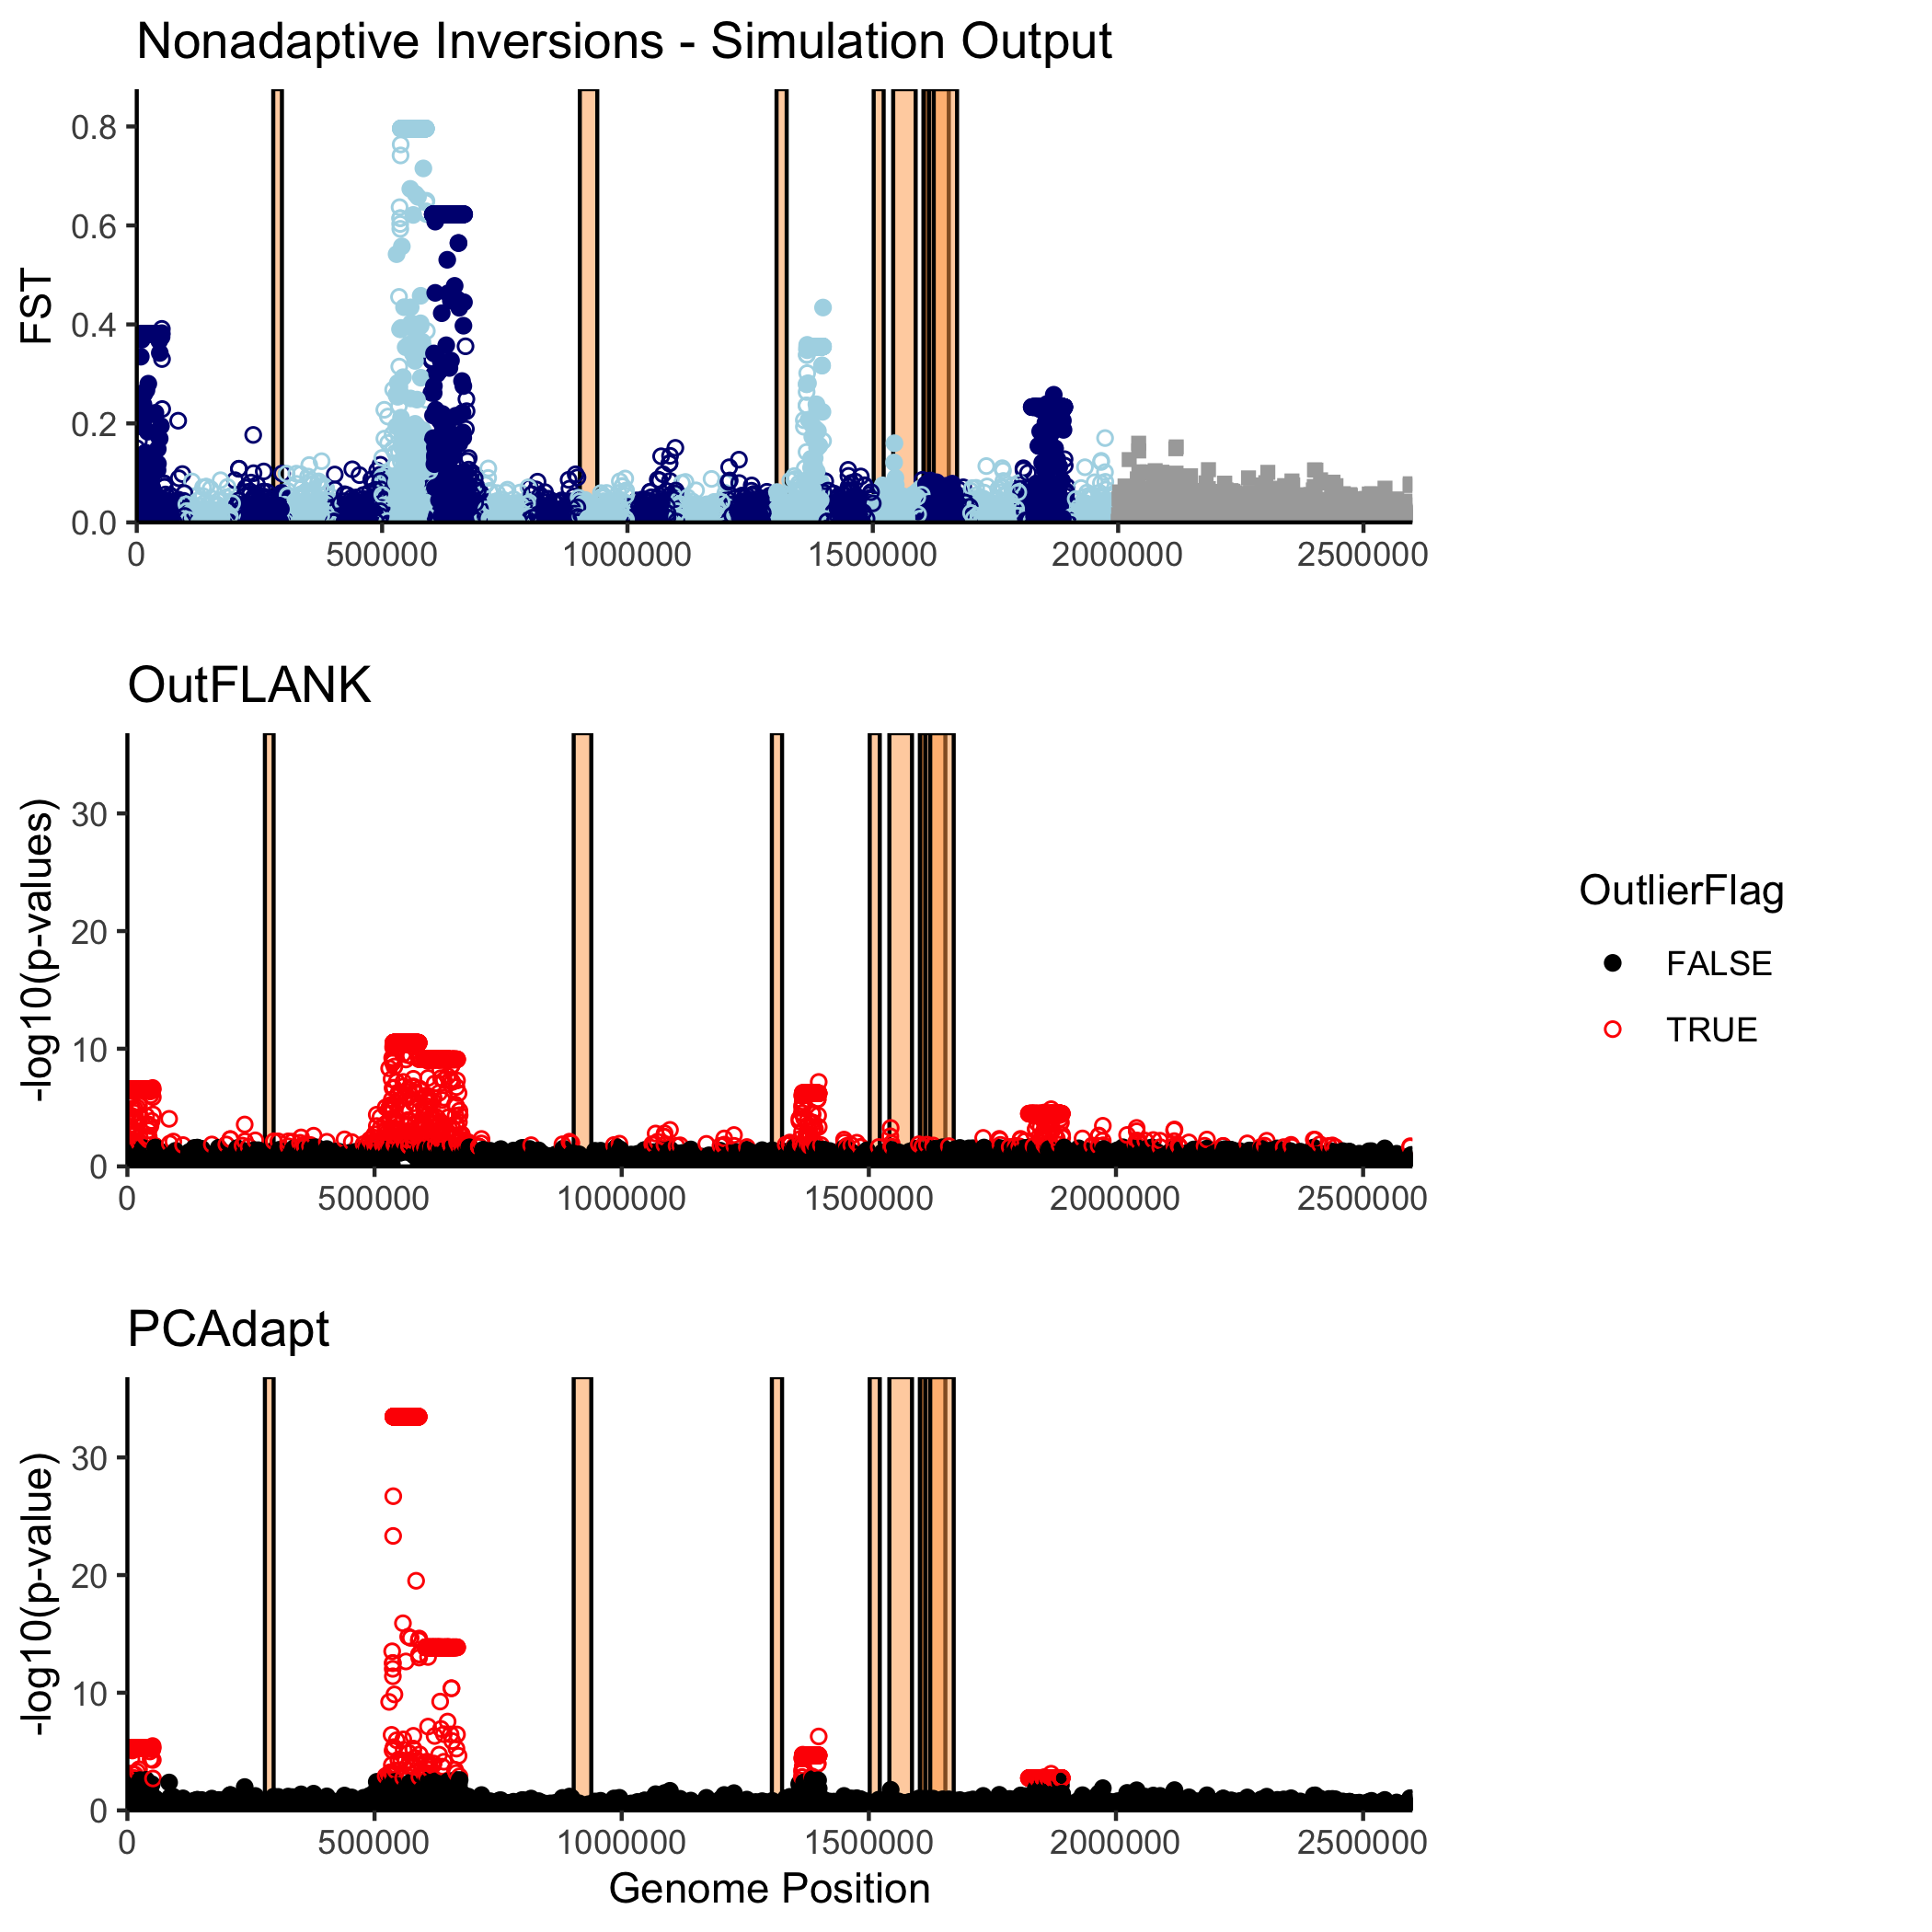 Nonadaptive Inversions - Simulation Output
FST
0.8
0.6
0.4
0.2
0.0
0 500000 1000000 1500000 2000000 2500000
OutFLANK
-log10(p-values)
30
20
10
0
0 500000 1000000 1500000 2000000 2500000
OutlierFlag
FALSE
TRUE
PCAdapt
-log10(p-value)
30
20
10
0
0 500000 1000000 1500000 2000000 2500000
Genome Position